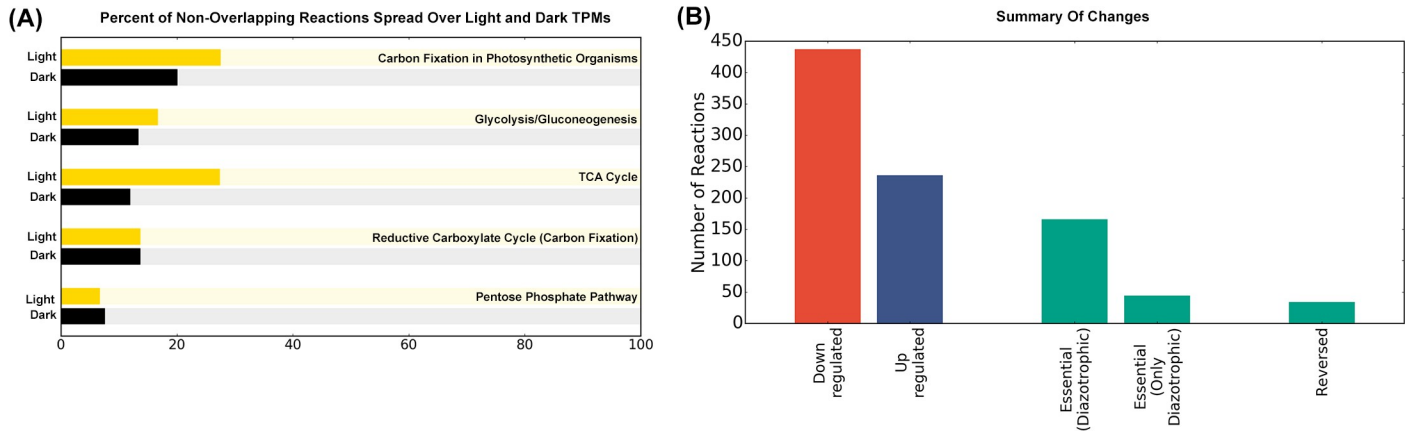 (A)
Percent of Non-Overlapping Reactions Spread Over Light and Dark TPMs
Light
Carbon Fixation in Photosynthetic Organisms
Dark
Light
Glycolysis/Gluconeogenesis
Dark
Light
TCA Cycle
Dark
Light
Reductive Carboxylate Cycle (Carbon Fixation)
Dark
Light
Pentose Phosphate Pathway
Dark
0 20 40 60 80 100
(B)
Summary Of Changes
Number of Reactions
450
400
350
300
250
200
150
100
50
0
Down
regulated
Up
regulated
Essential
(Diazotrophic)
Essential
(Only
Diazotrophic)
Reversed